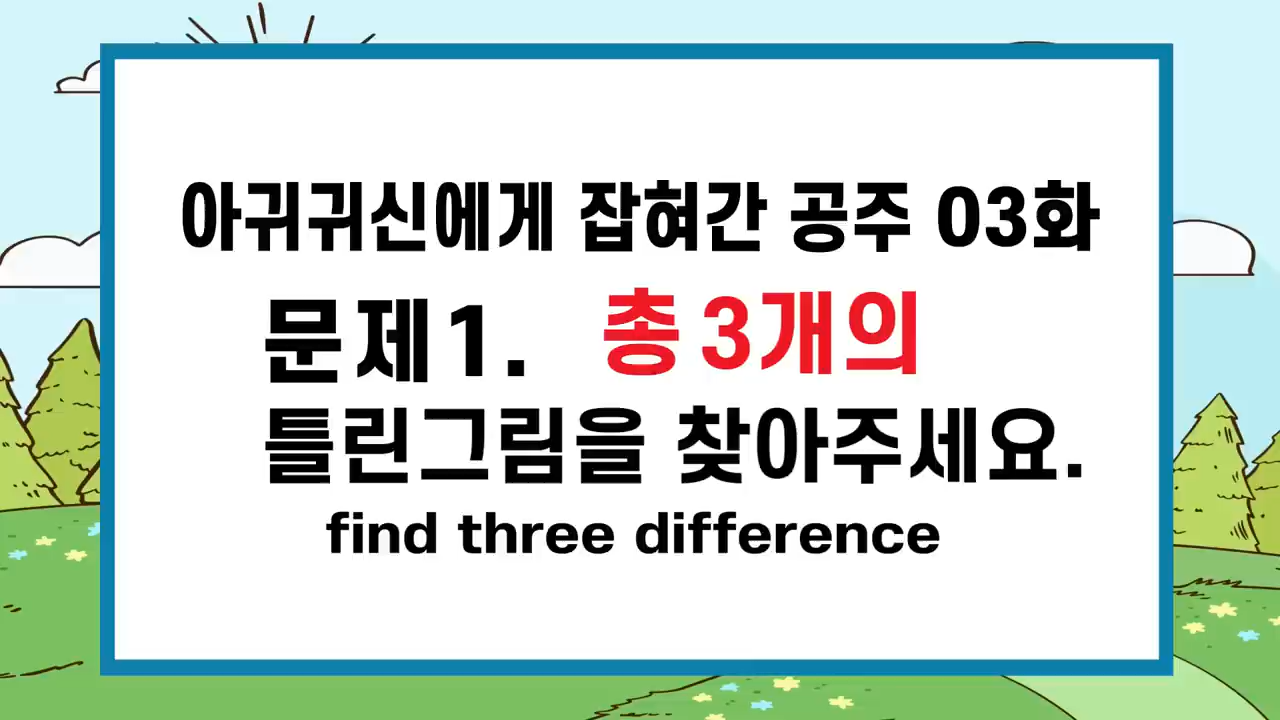 아귀귀신에게 잡혀간 공주 03화
문제1. 총 3개의
틀린그림을 찾아주세요.
find three difference